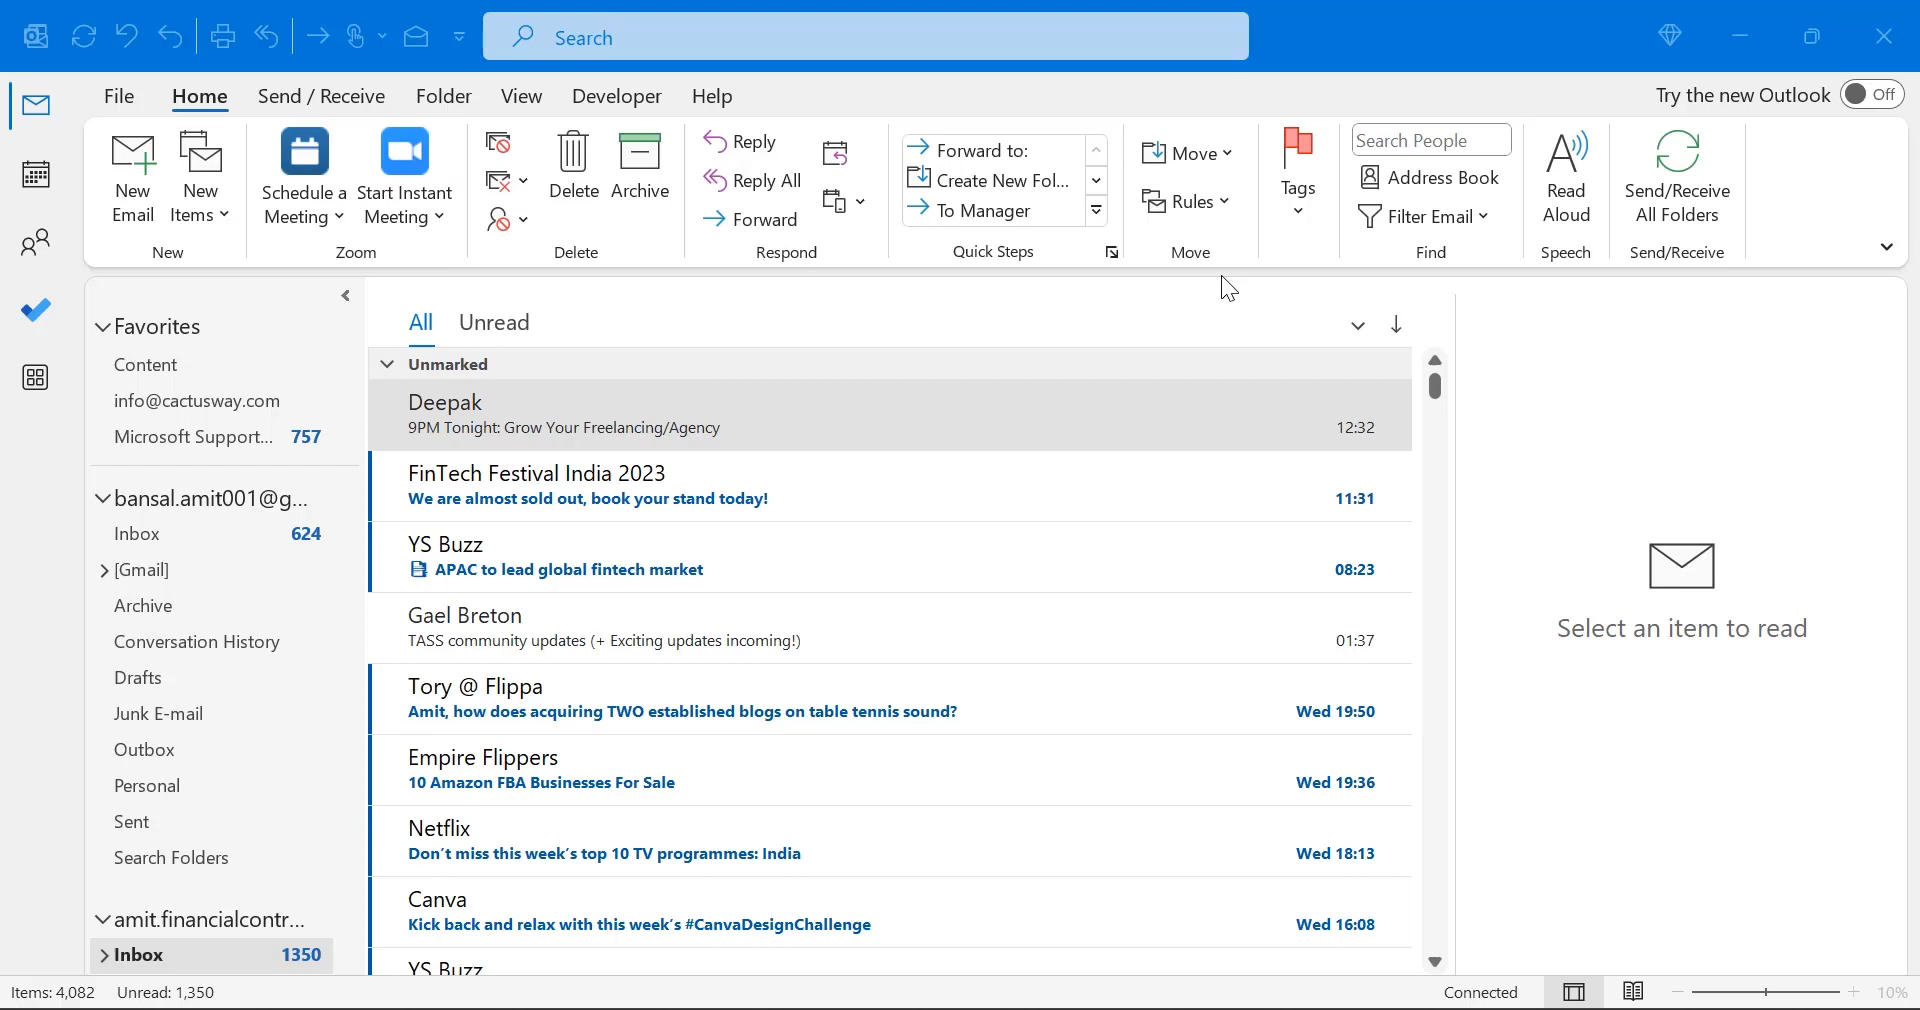 Search
File Home Send / Receive Folder View Developer Help
Try the new Outlook Off
New Email
New Items
New
Schedule a Meeting
Start Instant Meeting
Zoom
Delete
Archive
Delete
Reply
Reply All
Forward
Respond
Forward to:
Create New Fol...
To Manager
Quick Steps
Move
Rules
Move
Tags
Search People
Address Book
Filter Email
Find
Read Aloud
Speech
Send/Receive All Folders
Send/Receive
Favorites
Content
info@cactusway.com
Microsoft Support... 757
bansal.amit001@g...
Inbox 624
[Gmail]
Archive
Conversation History
Drafts
Junk E-mail
Outbox
Personal
Sent
Search Folders
amit.financialcontr...
Inbox 1350
All Unread
Unmarked
Deepak
9PM Tonight: Grow Your Freelancing/Agency 12:32
FinTech Festival India 2023
We are almost sold out, book your stand today! 11:31
YS Buzz
APAC to lead global fintech market 08:23
Gael Breton
TASS community updates (+ Exciting updates incoming!) 01:37
Tory @ Flippa
Amit, how does acquiring TWO established blogs on table tennis sound? Wed 19:50
Empire Flippers
10 Amazon FBA Businesses For Sale Wed 19:36
Netflix
Don't miss this week's top 10 TV programmes: India Wed 18:13
Canva
Kick back and relax with this week's #CanvaDesignChallenge Wed 16:08
YS Buzz
Select an item to read
Items: 4,082 Unread: 1,350
Connected
10%